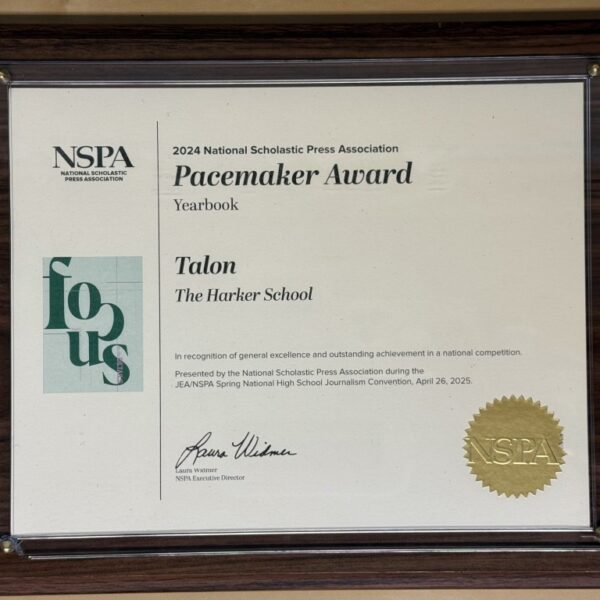 NSPA
NATIONAL SCHOLASTIC
PRESS ASSOCIATION
focus
2024 National Scholastic Press Association
Pacemaker Award
Yearbook
Talon
The Harker School
In recognition of general excellence and outstanding achievement in a national competition.
Presented by the National Scholastic Press Association during the
JEA/NSPA Spring National High School Journalism Convention, April 26, 2025.
Laura Widmer
Laura Widmer
NSPA Executive Director
NSPA